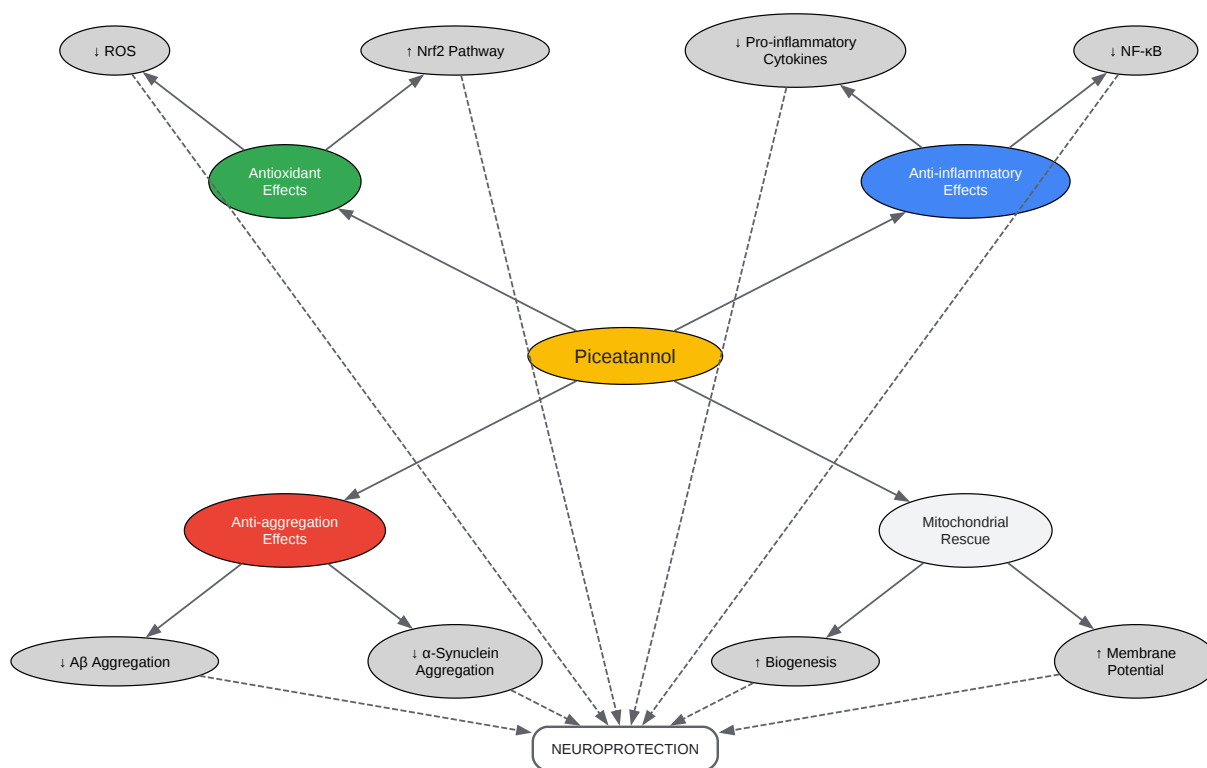 ↓ ROS
↑ Nrf2 Pathway
↓ Pro-inflammatory
Cytokines
↓ NF-κB
Antioxidant
Effects
Anti-inflammatory
Effects
Piceatannol
Anti-aggregation
Effects
Mitochondrial
Rescue
↓ Aβ Aggregation
↓ α-Synuclein
Aggregation
↑ Biogenesis
↑ Membrane
Potential
NEUROPROTECTION